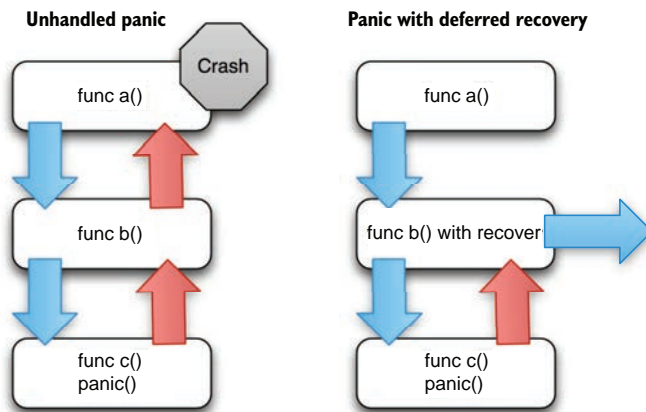 Unhandled panic
Crash
func a()
func b()
func c()
panic()
Panic with deferred recovery
func a()
func b() with recover
func c()
panic()